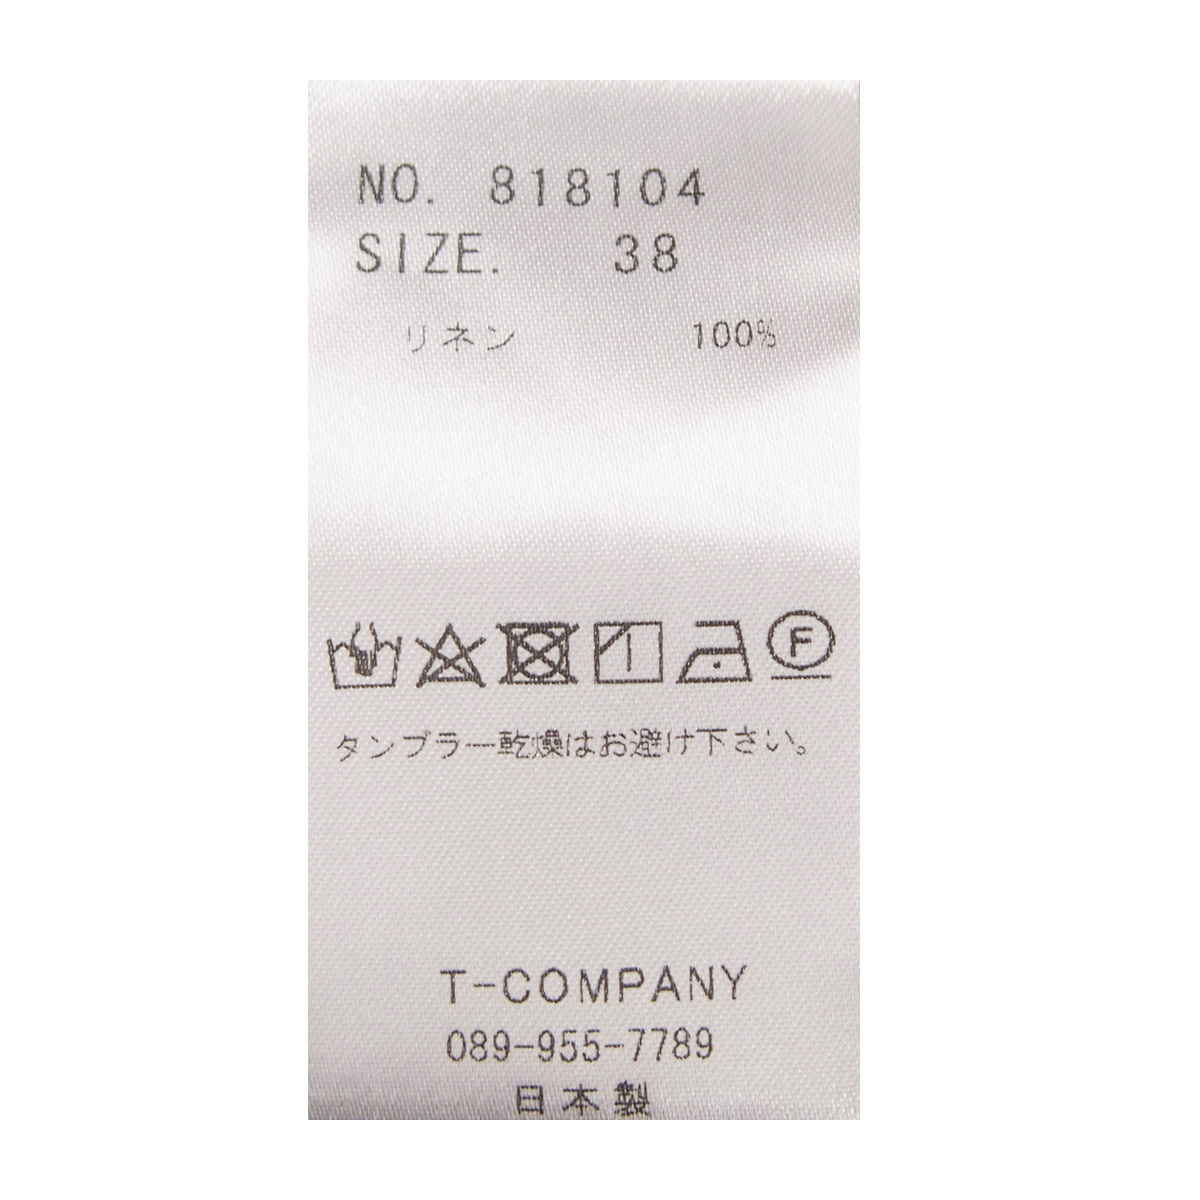 NO. 818104
SIZE. 38
リネン 100%
F
タンブラー乾燥はお避け下さい。
T-COMPANY
089-955-7789
日本製